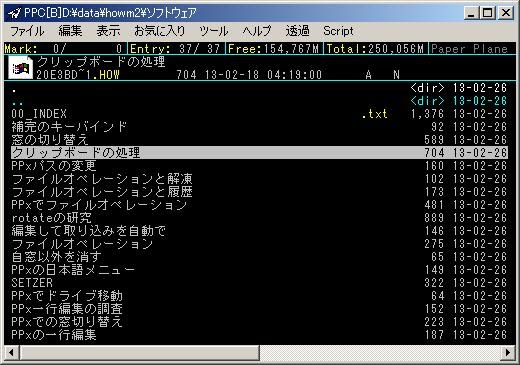 PPC[B]D:¥data¥howm2¥ソフトウェア
ファイル 編集 表示 お気に入り ツール ヘルプ 透過 Script
Mark: 0/ 0 Entry: 37/ 37 Free:154,767M Total:250,056M Paper Plane
クリップボードの処理
20E3BD~1.HOW 704 13-02-18 04:19:00 A N
. <dir> 13-02-26
.. <dir> 13-02-26
00_INDEX .txt 1,376 13-02-26
補完のキーバインド 92 13-02-26
窓の切り替え 589 13-02-26
クリップボードの処理 704 13-02-26
PPxパスの変更 160 13-02-26
ファイルオペレーションと解凍 102 13-02-26
ファイルオペレーションと履歴 173 13-02-26
PPxでファイルオペレーション 481 13-02-26
rotateの研究 889 13-02-26
編集して取り込みを自動で 146 13-02-26
ファイルオペレーション 275 13-02-26
自窓以外を消す 65 13-02-26
PPxの日本語メニュー 149 13-02-26
SETZER 322 13-02-26
PPxでドライブ移動 64 13-02-26
PPx一行編集の調査 152 13-02-26
PPxでの窓切り替え 223 13-02-26
PPxの一行編集 187 13-02-26